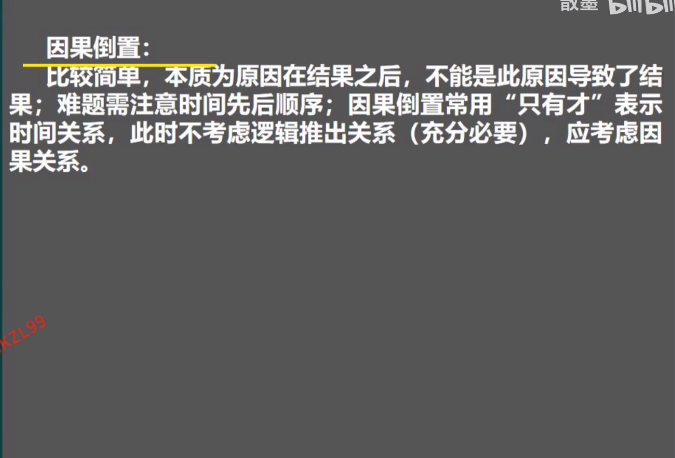 散墨 bilibili
因果倒置：
比较简单，本质为原因在结果之后，不能是此原因导致了结
果；难题需注意时间先后顺序；因果倒置常用“只有才”表示
时间关系，此时不考虑逻辑推出关系（充分必要），应考虑因
果关系。
KZL99